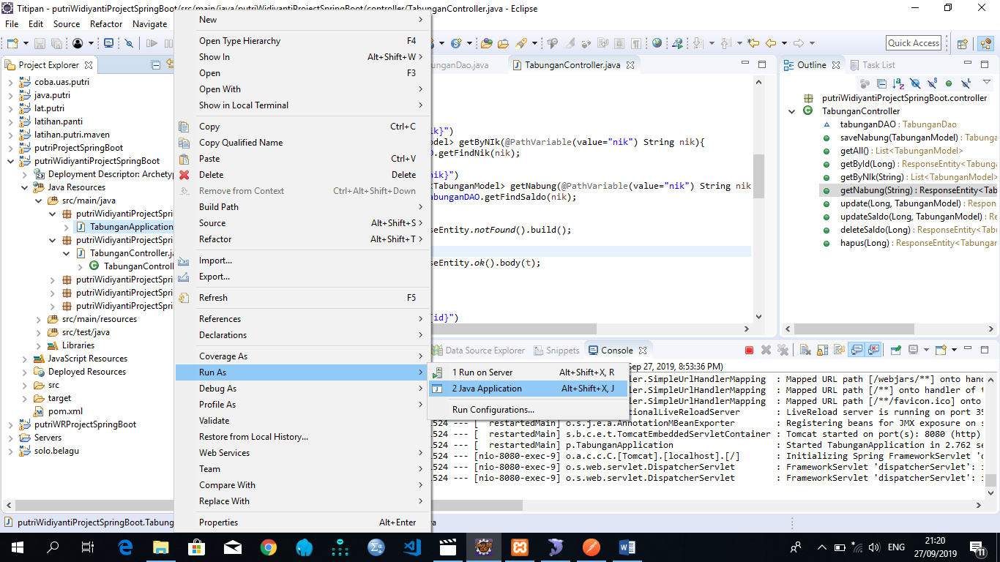 Titipan - putriWidiyantiProjectSpringBoot/src/main/java/putriWidiyantiProjectSpringBoot/controller/TabunganController.java - Eclipse
File Edit Source Refactor Navigate
Quick Access
Project Explorer
coba.uas.putri
java.putri
lat.putri
latihan.panti
latihan.putri.maven
putriProjectSpringBoot
putriWidiyantiProjectSpringBoot
Deployment Descriptor: Archety
Java Resources
src/main/java
putriWidiyantiProjectSpri
TabunganApplication
putriWidiyantiProjectSpri
TabunganController.ja
TabunganControll
putriWidiyantiProjectSpri
putriWidiyantiProjectSpri
putriWidiyantiProjectSpri
src/main/resources
src/test/java
Libraries
JavaScript Resources
Deployed Resources
src
target
pom.xml
putriWRProjectSpringBoot
Servers
solo.belagu
New
Open Type Hierarchy F4
Show In Alt+Shift+W
Open F3
Open With
Show in Local Terminal
Copy Ctrl+C
Copy Qualified Name
Paste Ctrl+V
Delete Delete
Remove from Context Ctrl+Alt+Shift+Down
Build Path
Source Alt+Shift+S
Refactor Alt+Shift+T
Import...
Export...
Refresh F5
References
Declarations
Coverage As
Run As
Debug As
Profile As
Validate
Restore from Local History...
Web Services
Team
Compare With
Replace With
Properties Alt+Enter
1 Run on Server Alt+Shift+X, R
2 Java Application Alt+Shift+X, J
Run Configurations...
unganDao.java TabunganController.java
ik}")
odel> getByNIk(@PathVariable(value="nik") String nik){
O.getFindNik(nik);
nik}")
<TabunganModel> getNabung(@PathVariable(value="nik") String nik
abunganDAO.getFindSaldo(nik);
seEntity.notFound().build();
seEntity.ok().body(t);
{id}")
Outline Task List
putriWidiyantiProjectSpringBoot.controller
TabunganController
tabunganDAO : TabunganDao
saveNabung(TabunganModel) : Tabunga
getAll() : List<TabunganModel>
getById(Long) : ResponseEntity<Tabung
getByNIk(String) : List<TabunganModel>
getNabung(String) : ResponseEntity<Tab
update(Long, TabunganModel) : Respon
updateSaldo(Long, TabunganModel) : Re
deleteSaldo(Long) : ResponseEntity<Tab
hapus(Long) : ResponseEntity<Tabungan
Data Source Explorer Snippets Console
Sep 27, 2019, 8:53:36 PM)
ler.SimpleUrlHandlerMapping : Mapped URL path [/webjars/**] onto hand
ler.SimpleUrlHandlerMapping : Mapped URL path [/**] onto handler of t
ler.SimpleUrlHandlerMapping : Mapped URL path [/**/favicon.ico] onto
ionalLiveReloadServer : LiveReload server is running on port 35
1524 --- [ restartedMain] o.s.j.e.a.AnnotationMBeanExporter : Registering beans for JMX exposure on s
1524 --- [ restartedMain] s.b.c.e.t.TomcatEmbeddedServletContainer : Tomcat started on port(s): 8080 (http)
1524 --- [ restartedMain] p.TabunganApplication : Started TabunganApplication in 2.762 se
1524 --- [nio-8080-exec-9] o.a.c.c.C.[Tomcat].[localhost].[/] : Initializing Spring FrameworkServlet 'd
1524 --- [nio-8080-exec-9] o.s.web.servlet.DispatcherServlet : FrameworkServlet 'dispatcherServlet': i
1524 --- [nio-8080-exec-9] o.s.web.servlet.DispatcherServlet : FrameworkServlet 'dispatcherServlet': i
putriWidiyantiProjectSpringBoot.Tabung
va
ENG
21:20
27/09/2019
11